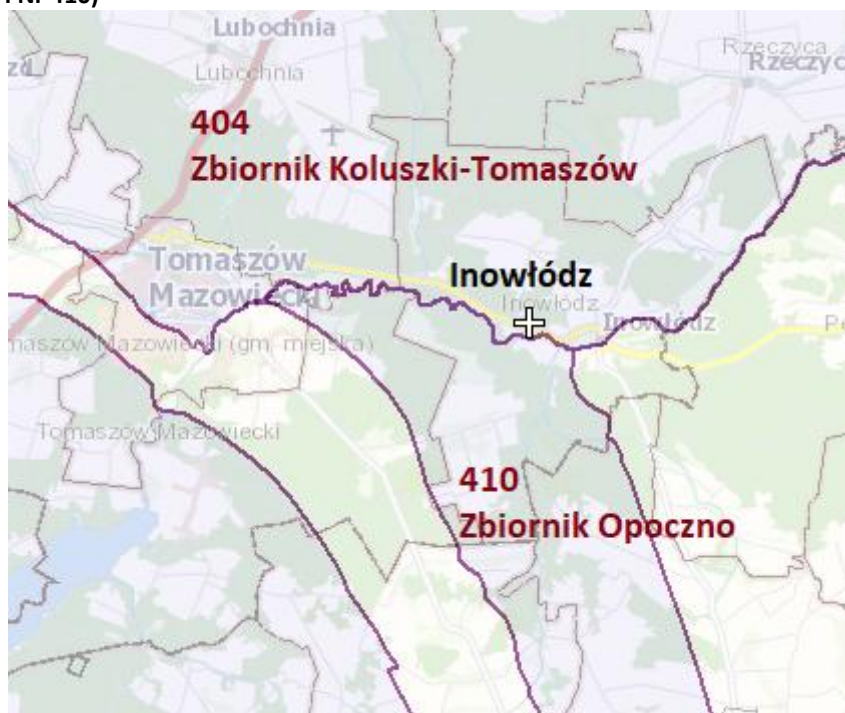 Lubochnia
Lubochnia
Rzeczyca
Rzeczyc
404
Zbiornik Koluszki-Tomaszów
Tomaszów
Mazowiecki
Inowłódz
Inowłódz
Inowłódz
Pe
maszów Mazowiecki (gm. miejska)
Tomaszów Mazowiecki
410
Zbiornik Opoczno